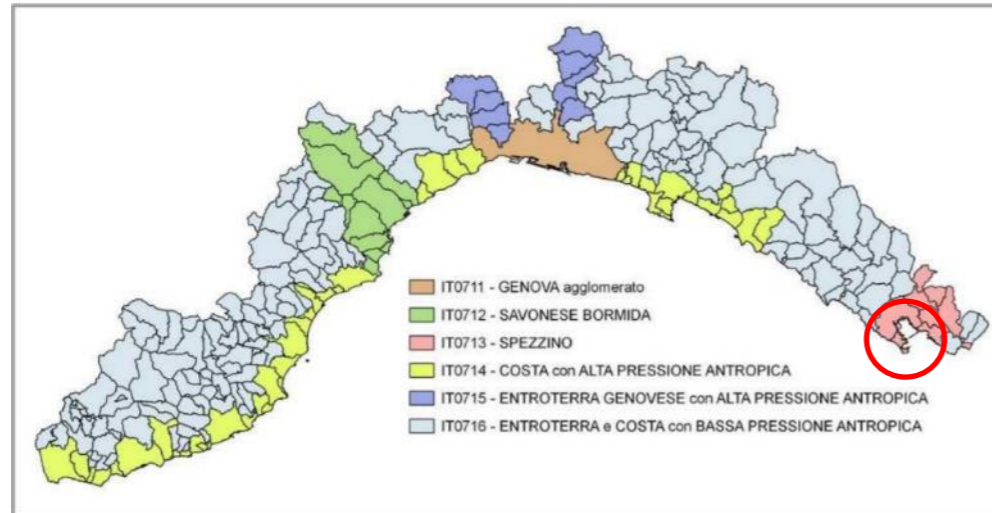 IT0711 - GENOVA agglomerato
IT0712 - SAVONESE BORMIDA
IT0713 - SPEZZINO
IT0714 - COSTA con ALTA PRESSIONE ANTROPICA
IT0715 - ENTROTERRA GENOVESE con ALTA PRESSIONE ANTROPICA
IT0716 - ENTROTERRA e COSTA con BASSA PRESSIONE ANTROPICA